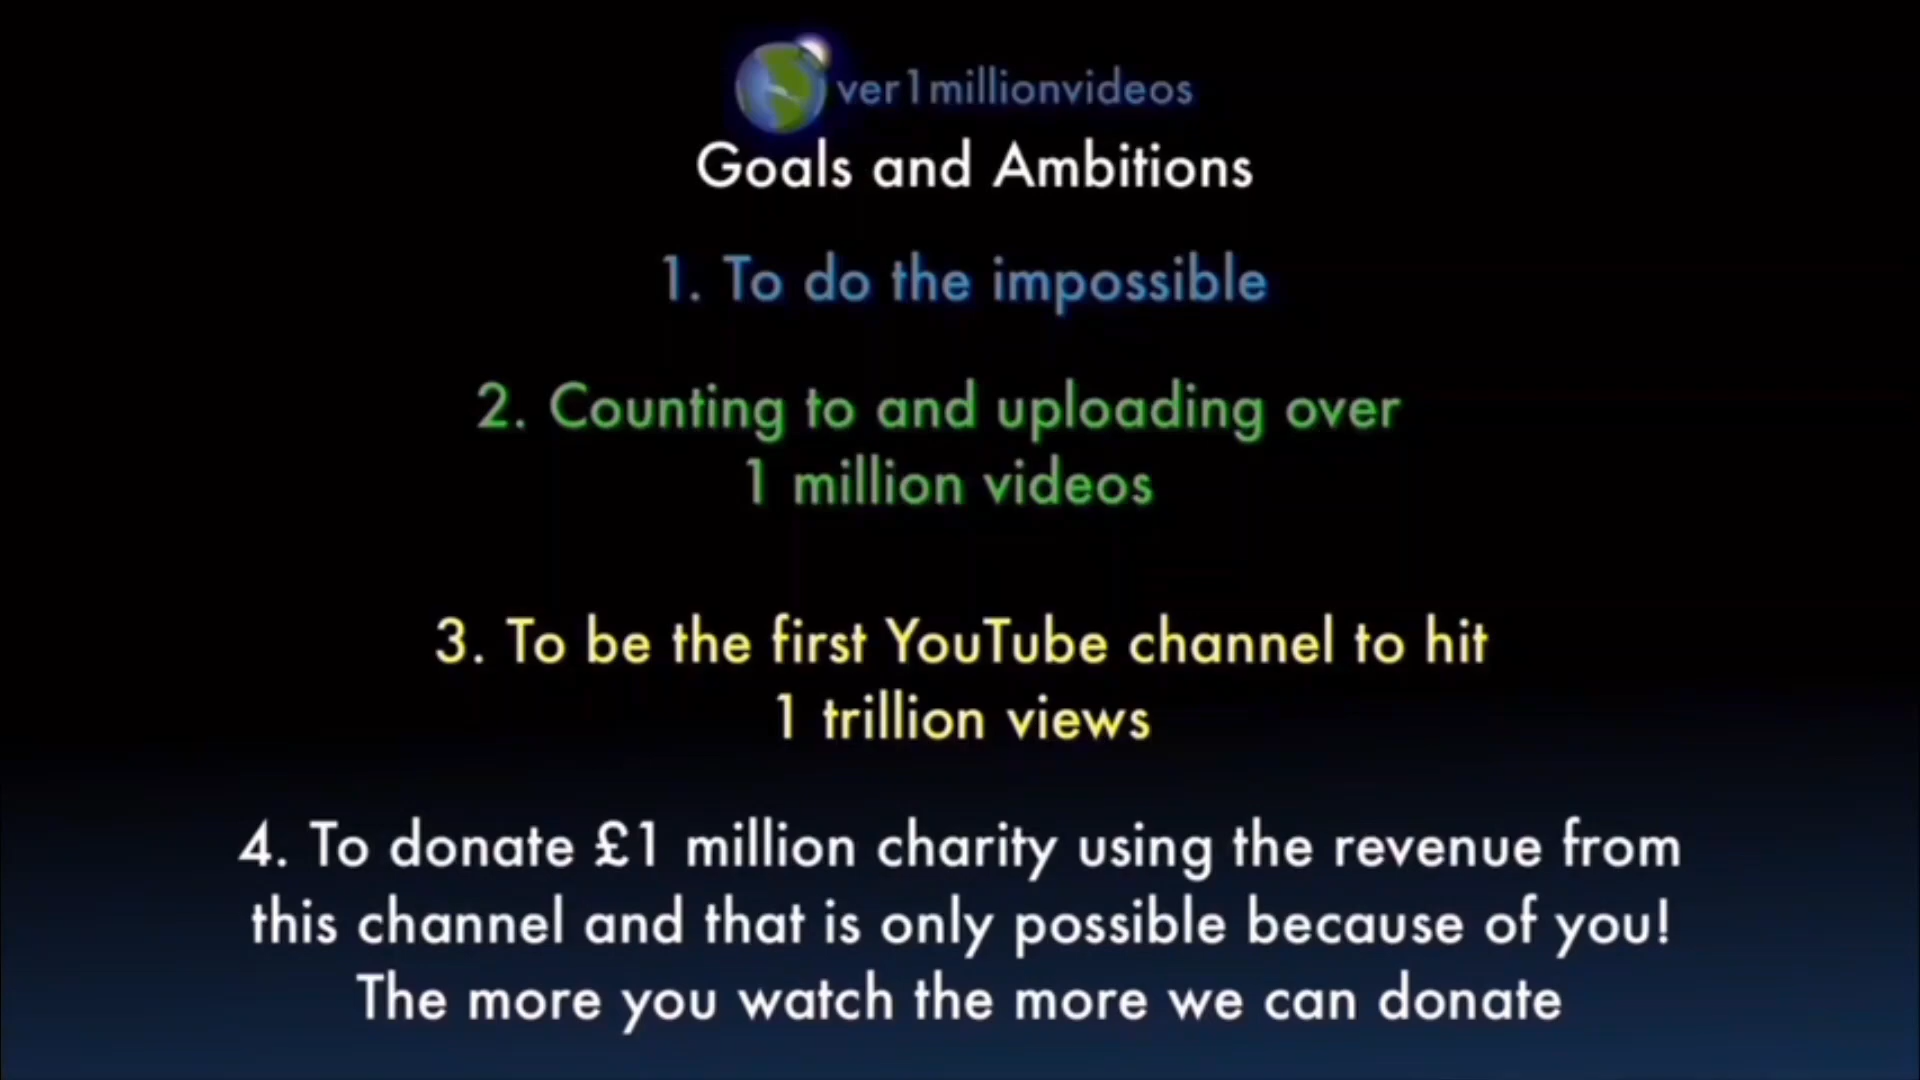 ver1millionvideos
Goals and Ambitions
1. To do the impossible
2. Counting to and uploading over
1 million videos
3. To be the first YouTube channel to hit
1 trillion views
4. To donate £1 million charity using the revenue from
this channel and that is only possible because of you!
The more you watch the more we can donate